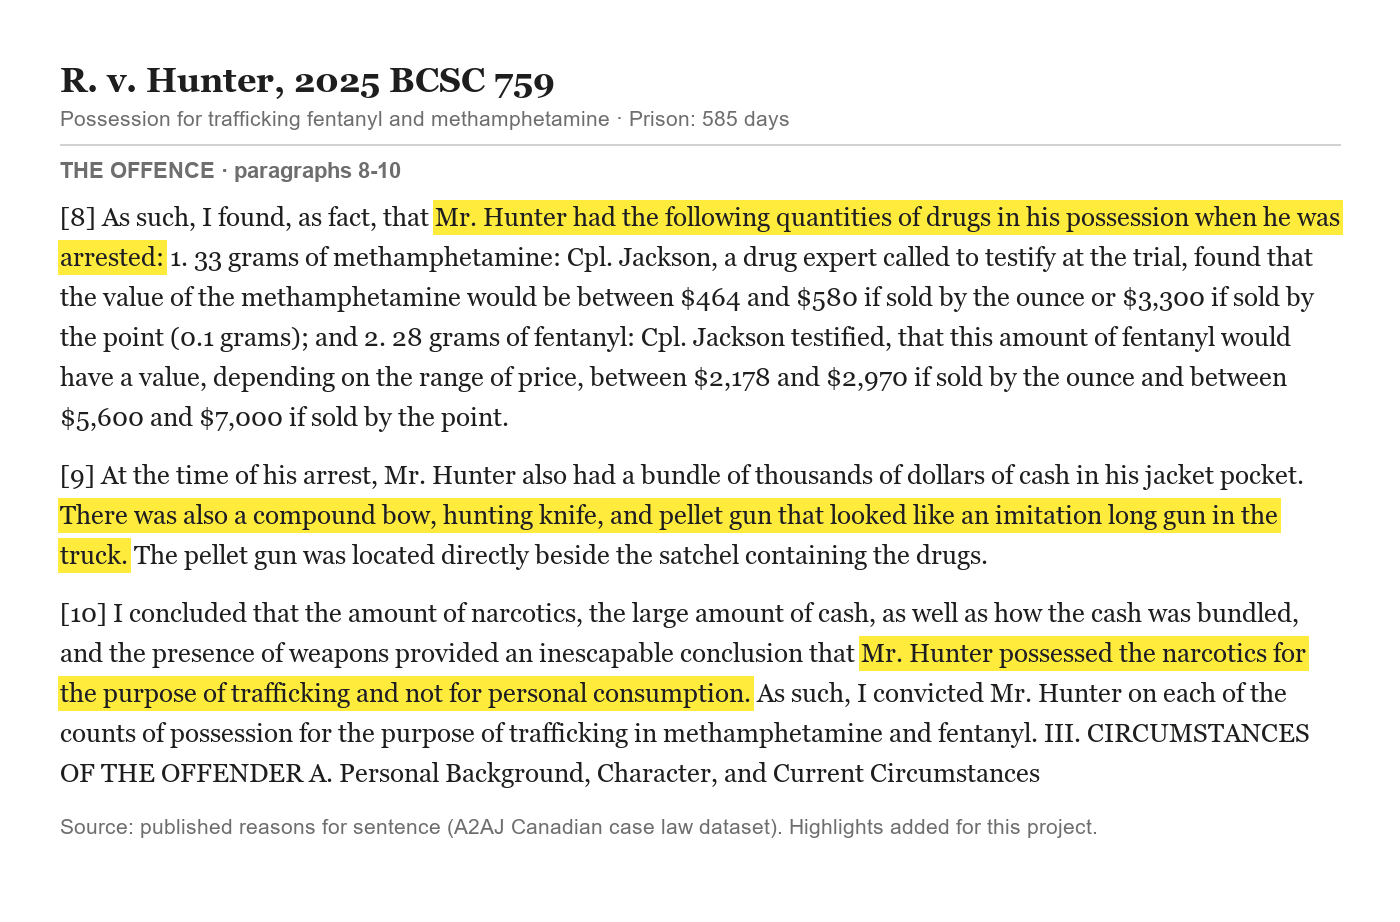 R. v. Hunter, 2025 BCSC 759
Possession for trafficking fentanyl and methamphetamine · Prison: 585 days
THE OFFENCE · paragraphs 8-10
[8] As such, I found, as fact, that Mr. Hunter had the following quantities of drugs in his possession when he was
arrested: 1. 33 grams of methamphetamine: Cpl. Jackson, a drug expert called to testify at the trial, found that
the value of the methamphetamine would be between $464 and $580 if sold by the ounce or $3,300 if sold by
the point (0.1 grams); and 2. 28 grams of fentanyl: Cpl. Jackson testified, that this amount of fentanyl would
have a value, depending on the range of price, between $2,178 and $2,970 if sold by the ounce and between
$5,600 and $7,000 if sold by the point.
[9] At the time of his arrest, Mr. Hunter also had a bundle of thousands of dollars of cash in his jacket pocket.
There was also a compound bow, hunting knife, and pellet gun that looked like an imitation long gun in the
truck. The pellet gun was located directly beside the satchel containing the drugs.
[10] I concluded that the amount of narcotics, the large amount of cash, as well as how the cash was bundled,
and the presence of weapons provided an inescapable conclusion that Mr. Hunter possessed the narcotics for
the purpose of trafficking and not for personal consumption. As such, I convicted Mr. Hunter on each of the
counts of possession for the purpose of trafficking in methamphetamine and fentanyl. III. CIRCUMSTANCES
OF THE OFFENDER A. Personal Background, Character, and Current Circumstances
Source: published reasons for sentence (A2AJ Canadian case law dataset). Highlights added for this project.